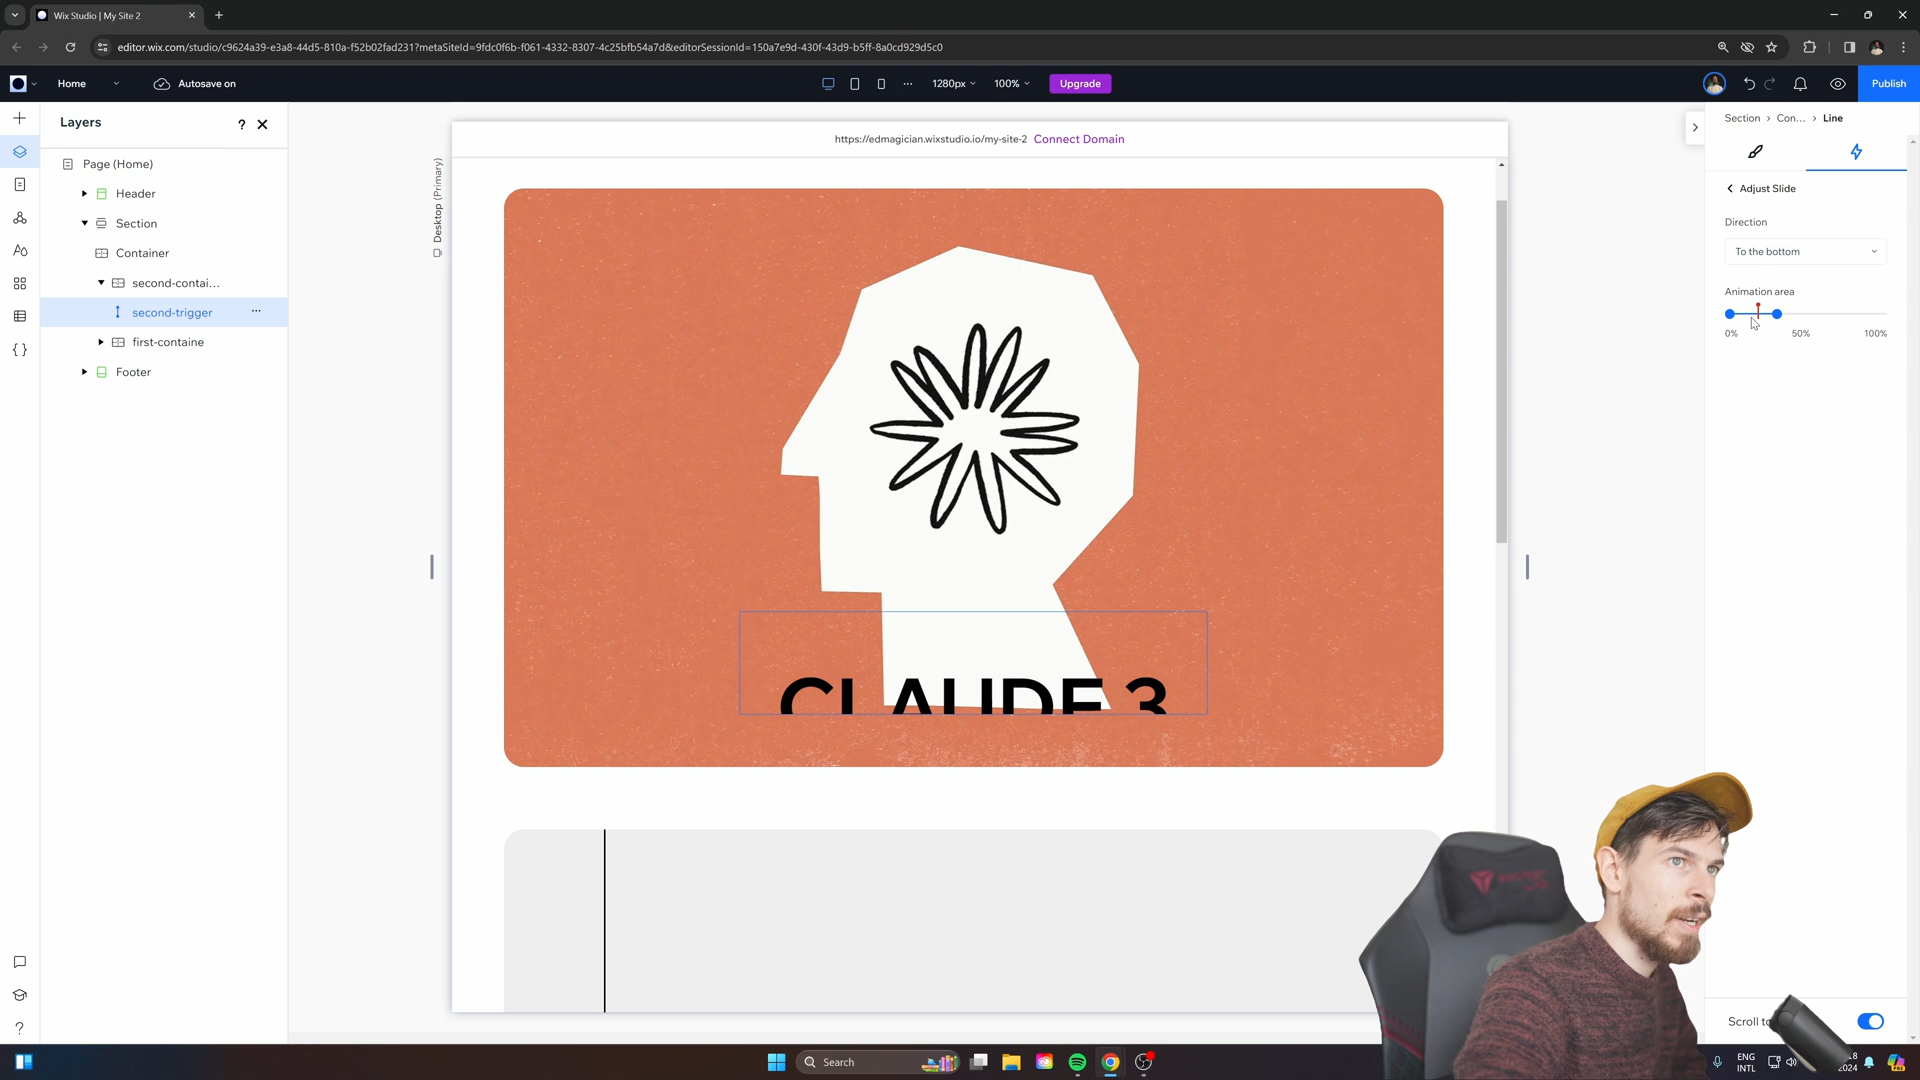 Wix Studio | My Site 2
editor.wix.com/studio/c9624a39-e3a8-44d5-810a-f52b02fad231?metaSiteId=9fdc0f6b-f061-4332-8307-4c25bfb54a7d&editorSessionId=150a7e9d-430f-43d9-b5ff-8a0cd929d5c0
Home
Autosave on
1280px
100%
Upgrade
Publish
Layers
?
Page (Home)
Header
Section
Container
second-contai...
second-trigger
first-containe
Footer
Desktop (Primary)
https://edmagician.wixstudio.io/my-site-2 Connect Domain
CLAUDE 3
Section > Con... > Line
Adjust Slide
Direction
To the bottom
Animation area
0% 50% 100%
Search
ENG
INTL
2024